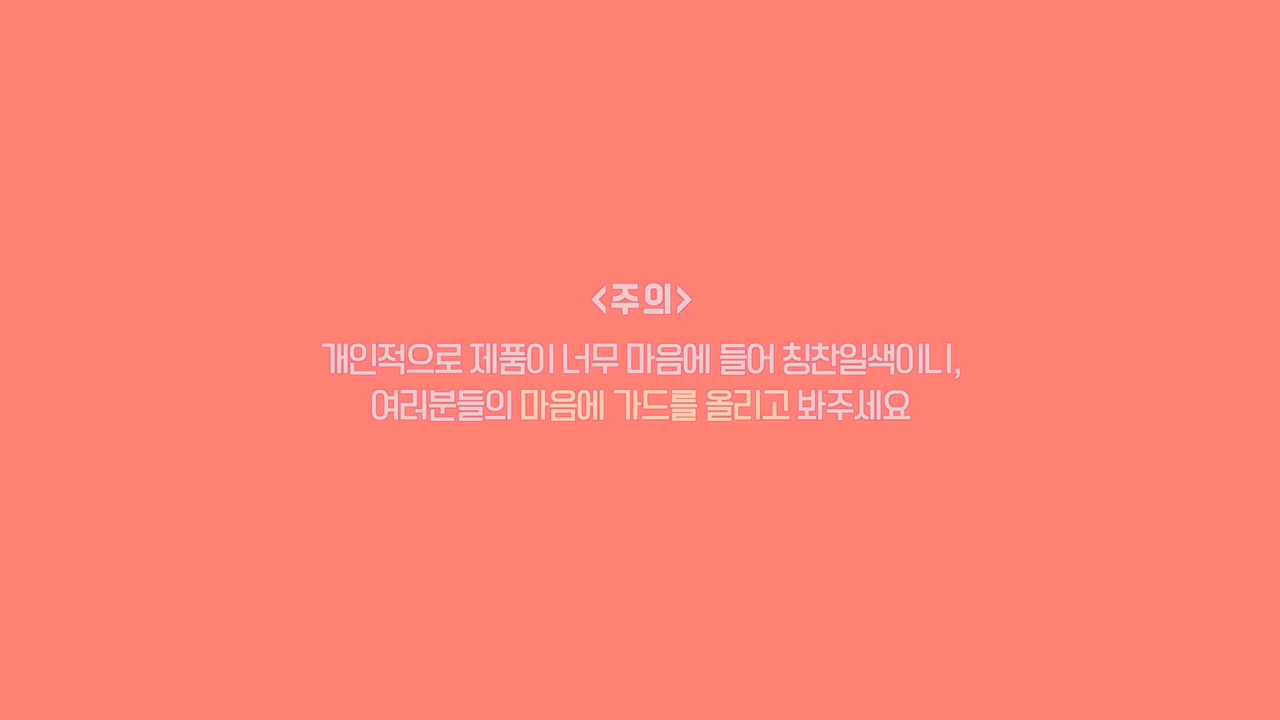 <주의>
개인적으로 제품이 너무 마음에 들어 칭찬일색이니,
여러분들의 마음에 가드를 올리고 봐주세요